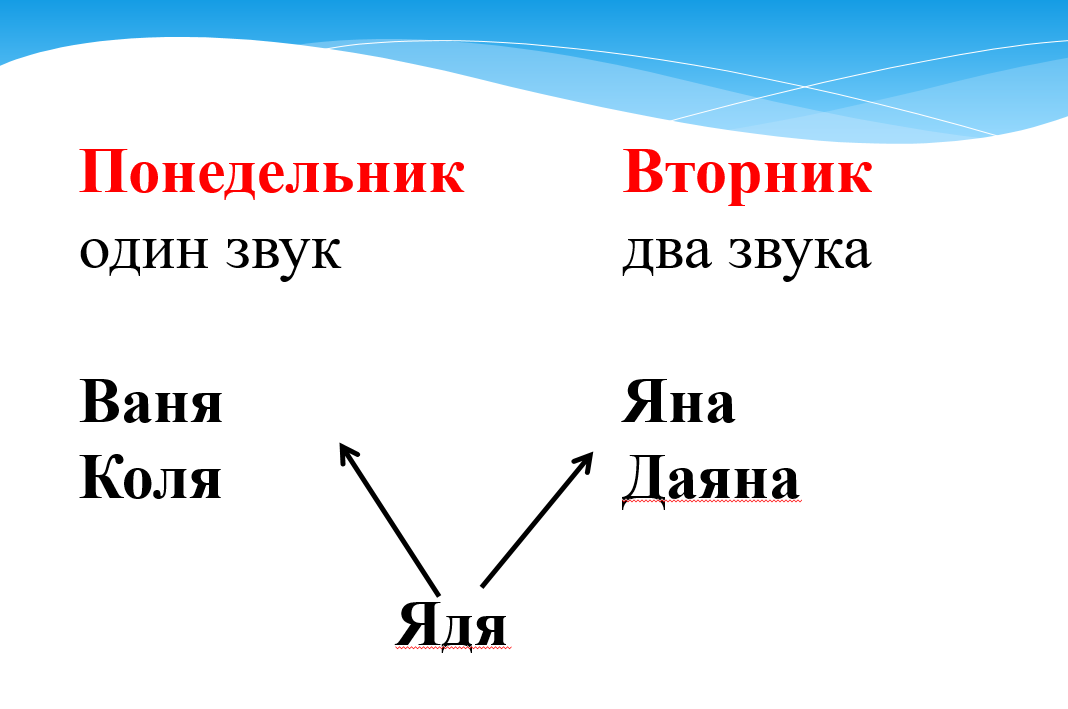 Понедельник
один звук
Ваня
Коля
Вторник
два звука
Яна
Даяна
Ядя